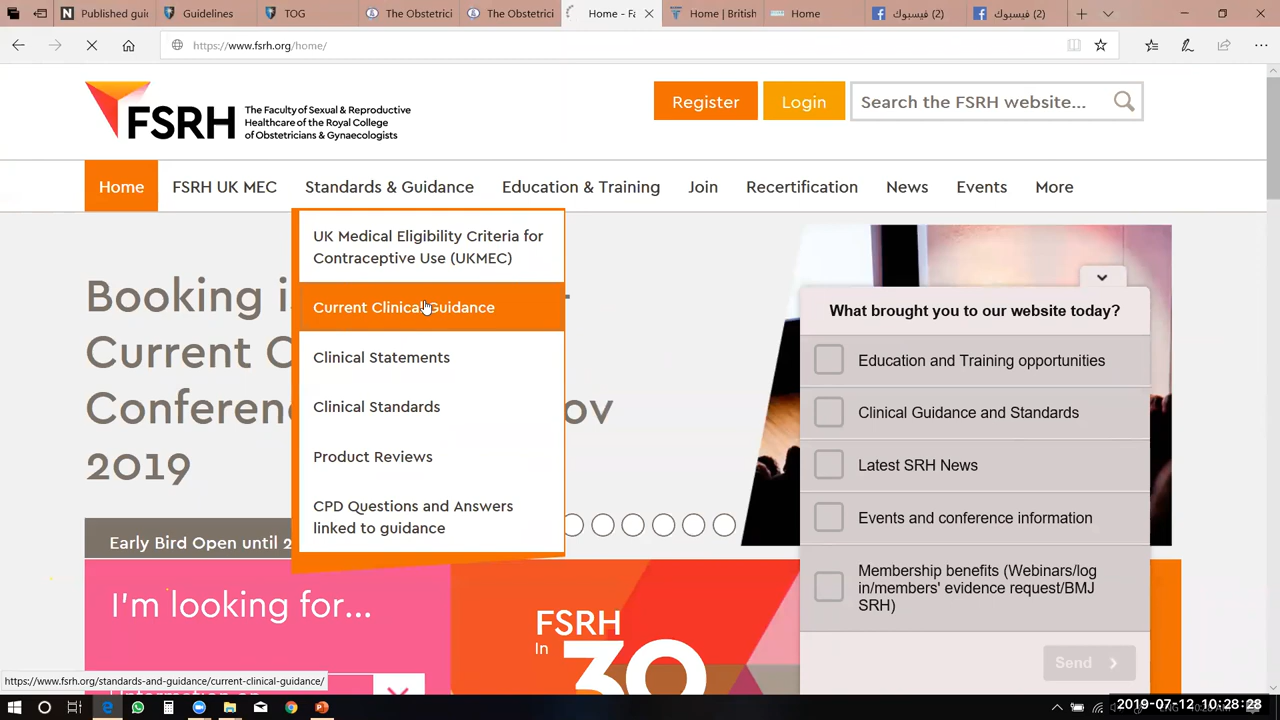 Published guid
Guidelines
TOG
The Obstetrici
The Obstetrici
Home - Fa
Home | British
Home
(2) فيسبوك
(2) فيسبوك
https://www.fsrh.org/home/
FSRH
The Faculty of Sexual & Reproductive
Healthcare of the Royal College
of Obstetricians & Gynaecologists
Register
Login
Search the FSRH website...
Home
FSRH UK MEC
Standards & Guidance
Education & Training
Join
Recertification
News
Events
More
UK Medical Eligibility Criteria for
Contraceptive Use (UKMEC)
Current Clinical Guidance
Clinical Statements
Clinical Standards
Product Reviews
CPD Questions and Answers
linked to guidance
Booking
Current
ov
2019
Early Bird Open until 2
What brought you to our website today?
Education and Training opportunities
Clinical Guidance and Standards
Latest SRH News
Events and conference information
Membership benefits (Webinars/log
in/members' evidence request/BMJ
SRH)
Send
I'm looking for...
FSRH
In
30
https://www.fsrh.org/standards-and-guidance/current-clinical-guidance/
2019-07-12 10:28:28